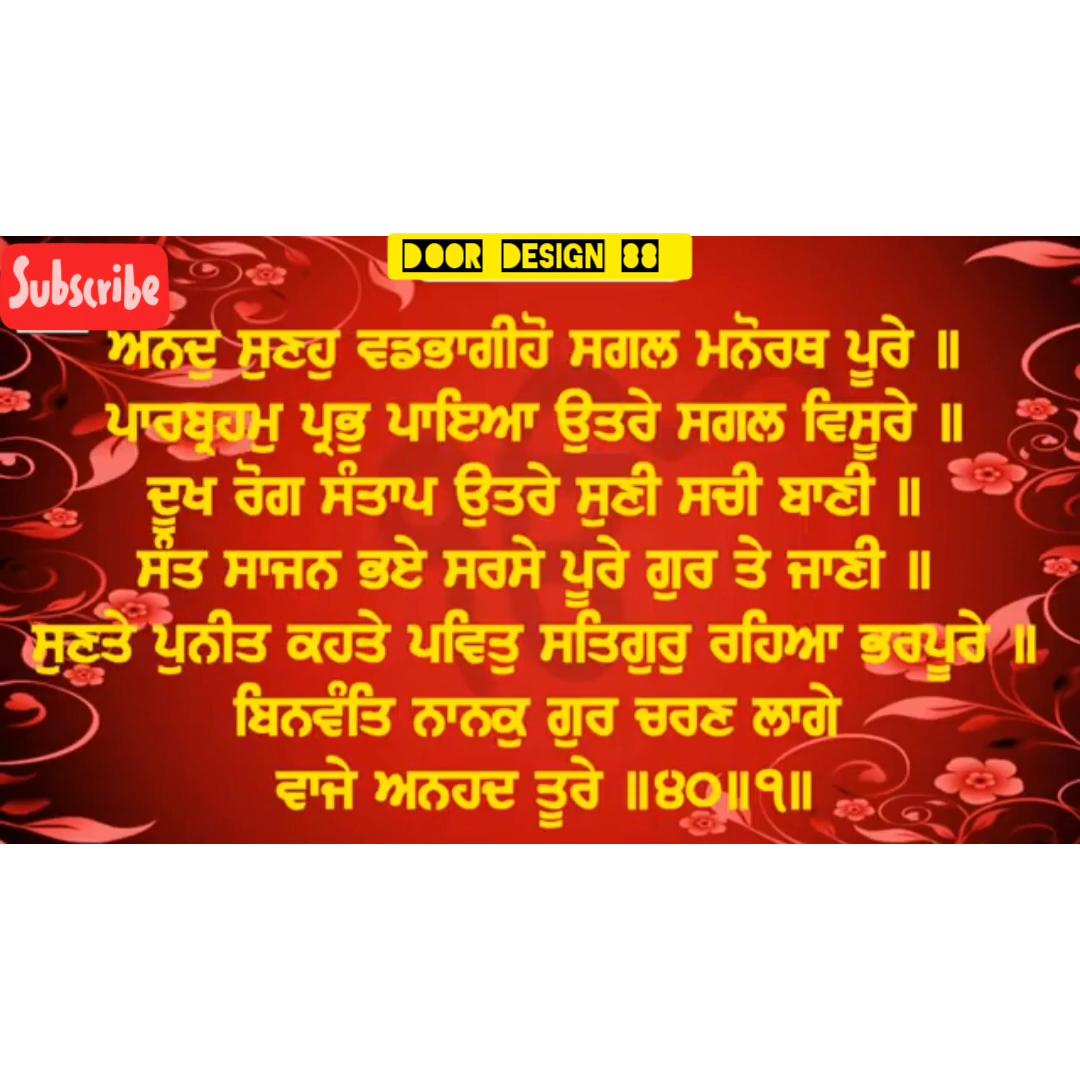 DOOR DESIGN 88
Subscribe
ਅਨਦੁ ਸੁਣਹੁ ਵਡਭਾਗੀਹੋ ਸਗਲ ਮਨੋਰਥ ਪੂਰੇ ॥
ਪਾਰਬ੍ਰਹਮੁ ਪ੍ਰਭੁ ਪਾਇਆ ਉਤਰੇ ਸਗਲ ਵਿਸੂਰੇ ॥
ਦੂਖ ਰੋਗ ਸੰਤਾਪ ਉਤਰੇ ਸੁਣੀ ਸਚੀ ਬਾਣੀ ॥
ਸੰਤ ਸਾਜਨ ਭਏ ਸਰਸੇ ਪੂਰੇ ਗੁਰ ਤੇ ਜਾਣੀ ॥
ਸੁਣਤੇ ਪੁਨੀਤ ਕਹਤੇ ਪਵਿਤੁ ਸਤਿਗੁਰੁ ਰਹਿਆ ਭਰਪੂਰੇ ॥
ਬਿਨਵੰਤਿ ਨਾਨਕੁ ਗੁਰ ਚਰਣ ਲਾਗੇ
ਵਾਜੇ ਅਨਹਦ ਤੂਰੇ ॥੪੦॥੧॥